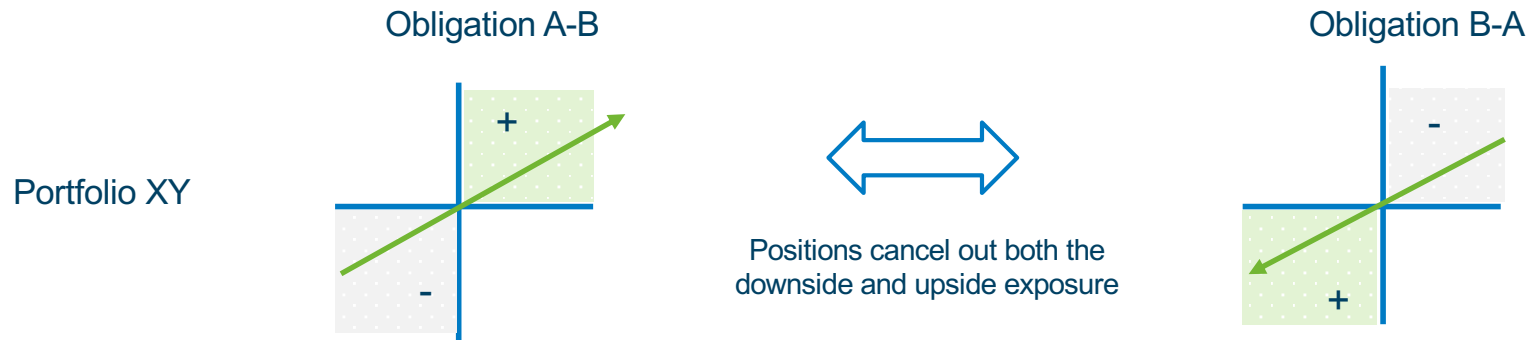 Obligation A-B
Obligation B-A
+
-
Portfolio XY
Positions cancel out both the
downside and upside exposure
-
+